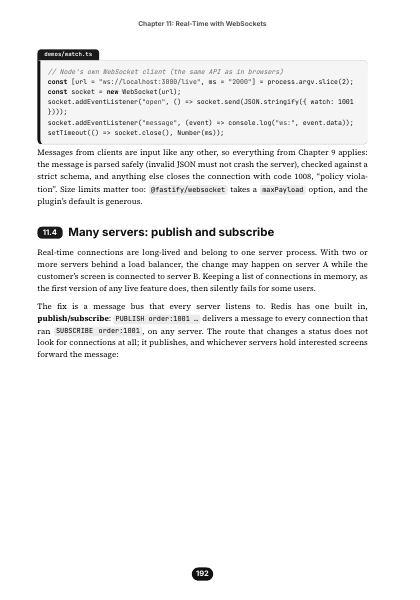 Chapter 11: Real-Time with WebSockets
demos/watch.ts
// Node's own WebSocket client (the same API as in browsers)
const [url = "ws://localhost:3000/live", ms = "2000"] = process.argv.slice(2);
const socket = new WebSocket(url);
socket.addEventListener("open", () => socket.send(JSON.stringify({ watch: 1001
})));
socket.addEventListener("message", (event) => console.log("ws:", event.data));
setTimeout(() => socket.close(), Number(ms));
Messages from clients are input like any other, so everything from Chapter 9 applies:
the message is parsed safely (invalid JSON must not crash the server), checked against a
strict schema, and anything else closes the connection with code 1008, “policy viola-
tion”. Size limits matter too: @fastify/websocket takes a maxPayload option, and the
plugin’s default is generous.
11.4 Many servers: publish and subscribe
Real-time connections are long-lived and belong to one server process. With two or
more servers behind a load balancer, the change may happen on server A while the
customer’s screen is connected to server B. Keeping a list of connections in memory, as
the first version of any live feature does, then silently fails for some users.
The fix is a message bus that every server listens to. Redis has one built in,
publish/subscribe: PUBLISH order:1001 … delivers a message to every connection that
ran SUBSCRIBE order:1001, on any server. The route that changes a status does not
look for connections at all; it publishes, and whichever servers hold interested screens
forward the message:
192